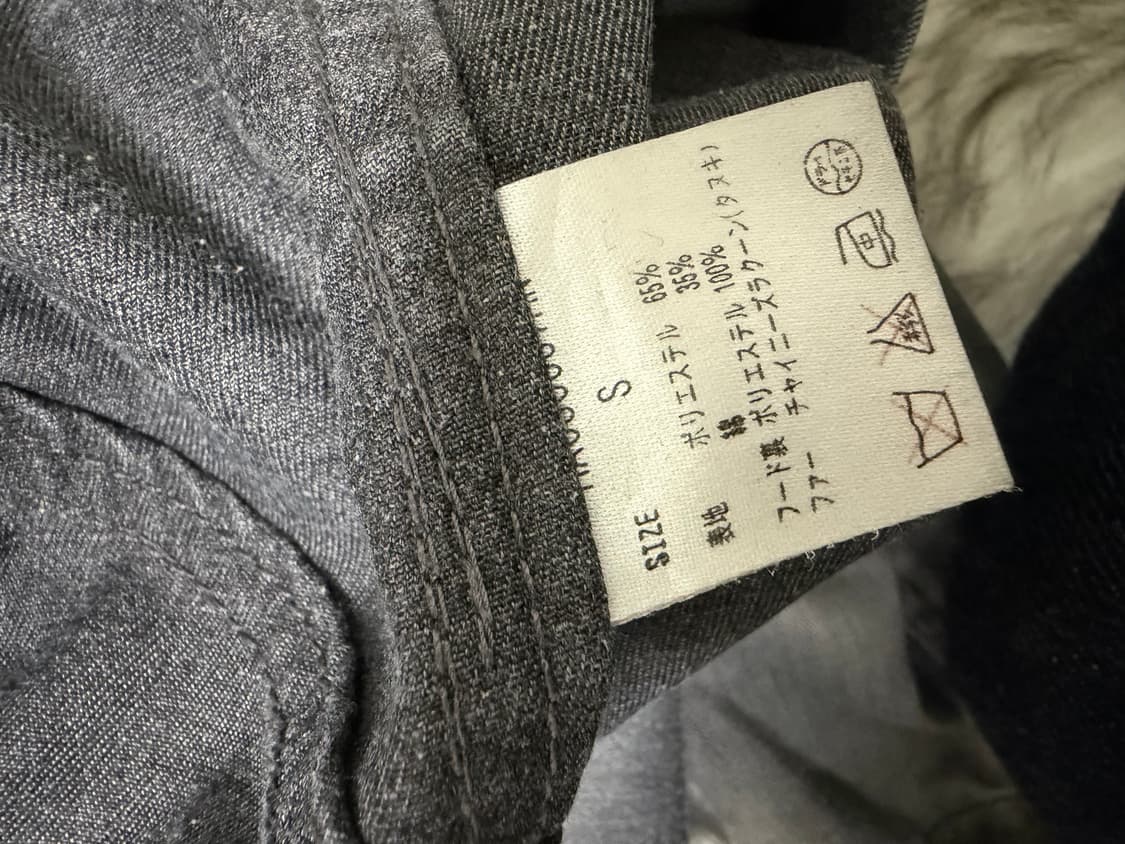 SIZE S
表地 ポリエステル 65%
綿 35%
フード裏 ポリエステル 100%
ファー チャイニーズラクーン(タヌキ)
中